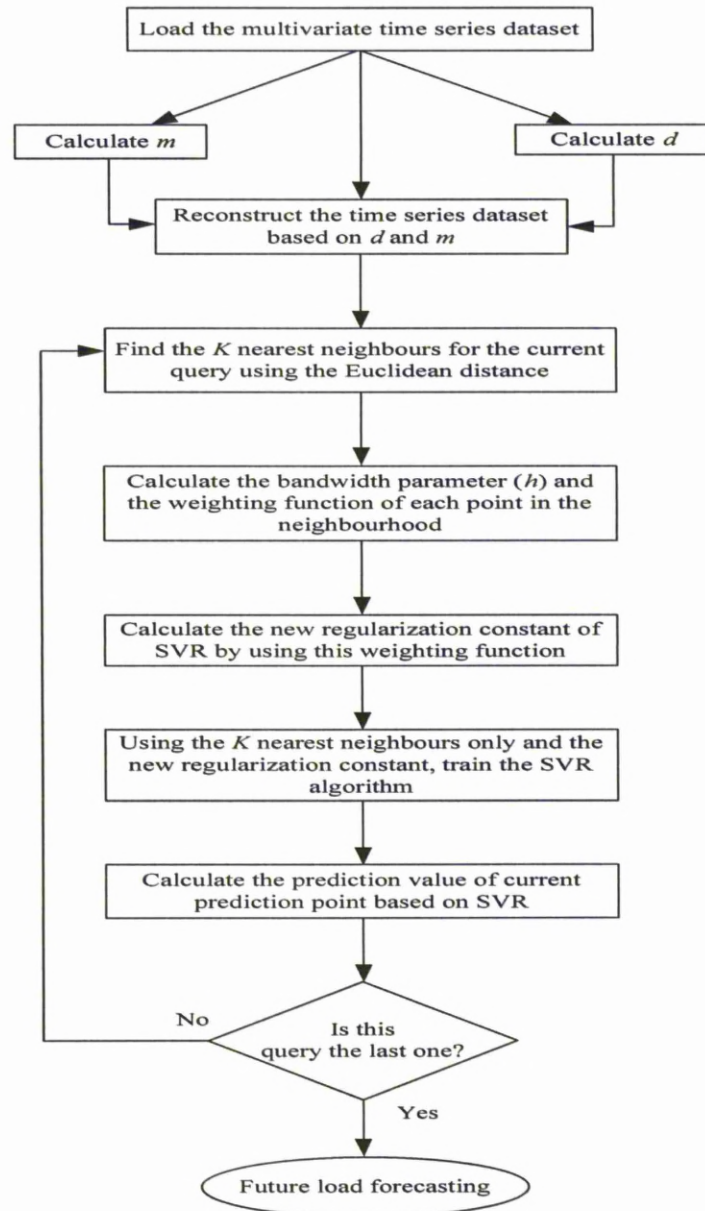 Load the multivariate time series dataset
Calculate m
Calculate d
Reconstruct the time series dataset
based on d and m
Find the K nearest neighbours for the current
query using the Euclidean distance
Calculate the bandwidth parameter (h) and
the weighting function of each point in the
neighbourhood
Calculate the new regularization constant of
SVR by using this weighting function
Using the K nearest neighbours only and the
new regularization constant, train the SVR
algorithm
Calculate the prediction value of current
prediction point based on SVR
No
Is this
query the last one?
Yes
Future load forecasting